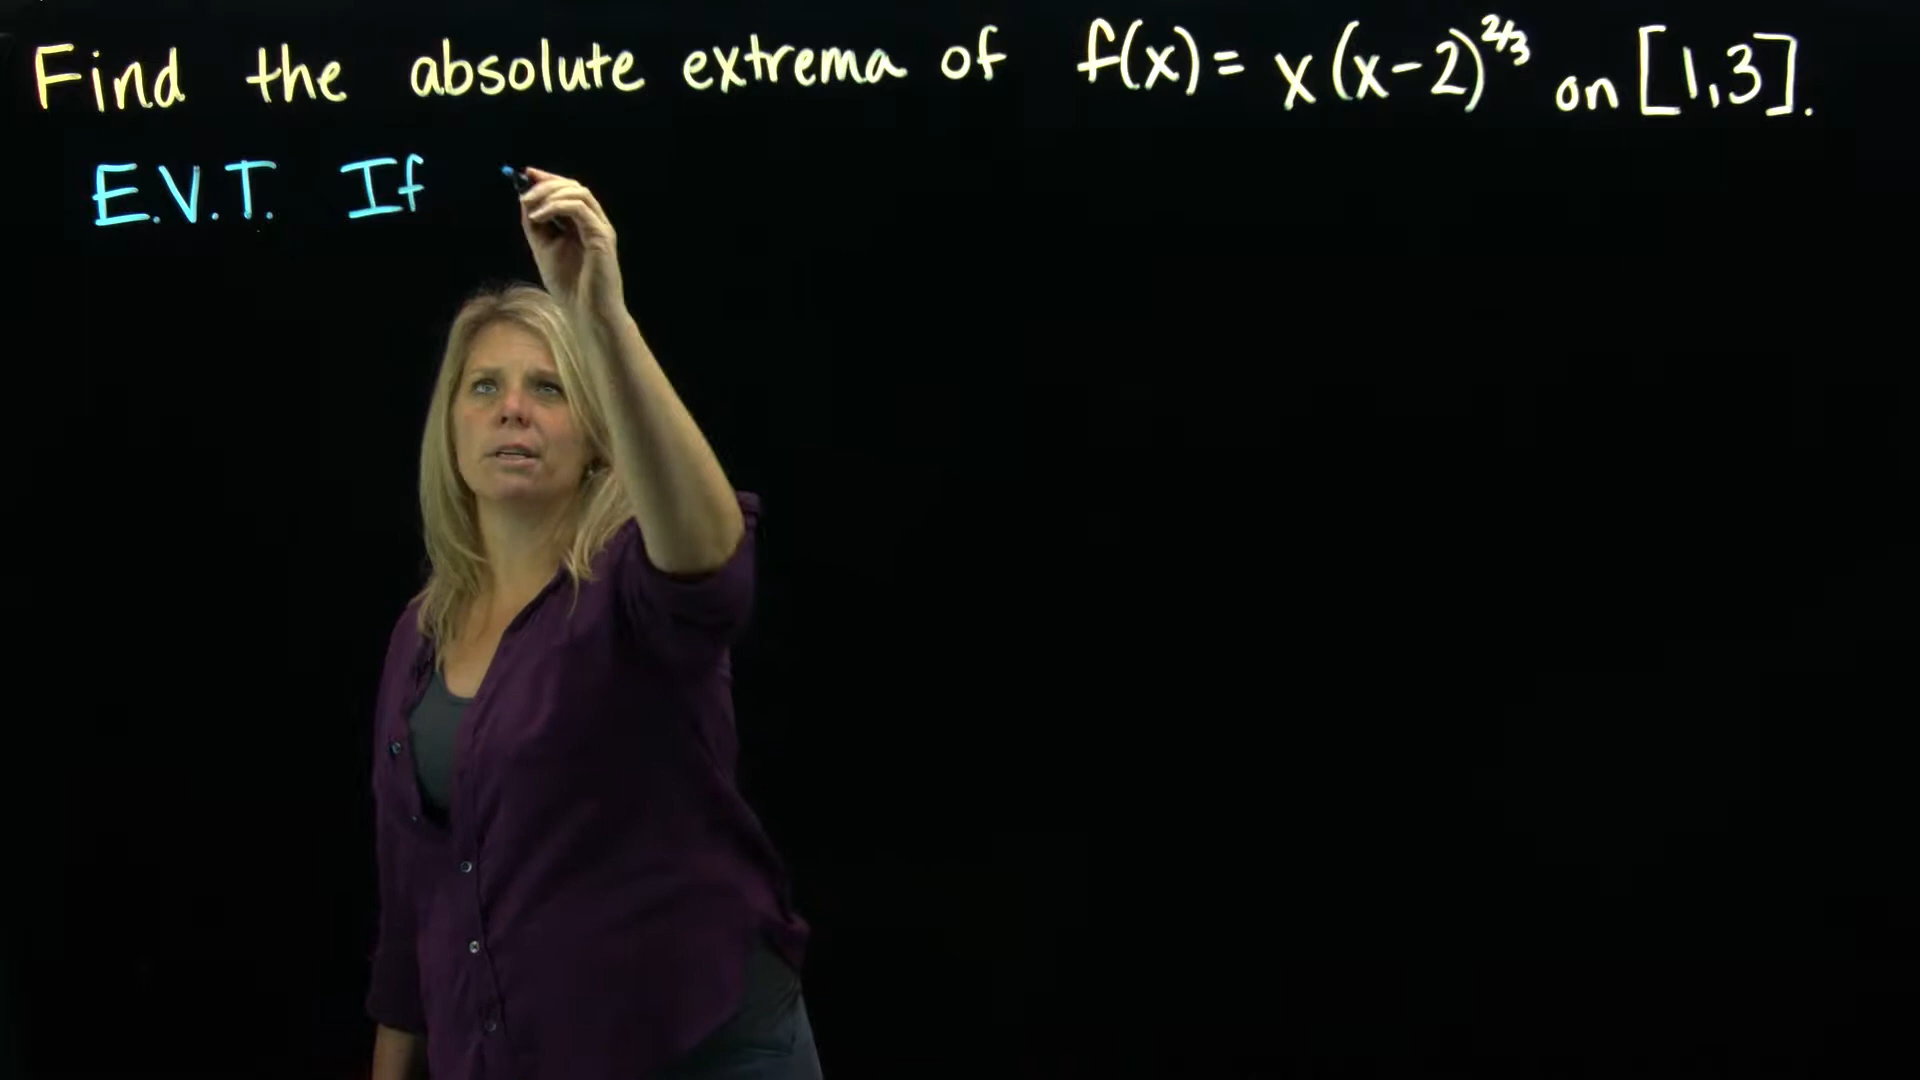 Find the absolute extrema of f(x) = x(x-2)^2/3 on [1,3].
E.V.T. If